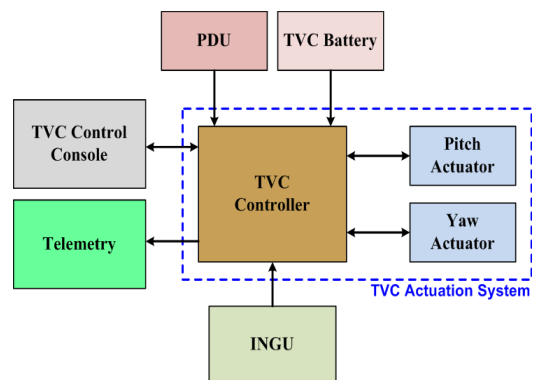 PDU
TVC Battery
TVC Control
Console
TVC
Controller
Pitch
Actuator
Telemetry
Yaw
Actuator
TVC Actuation System
INGU